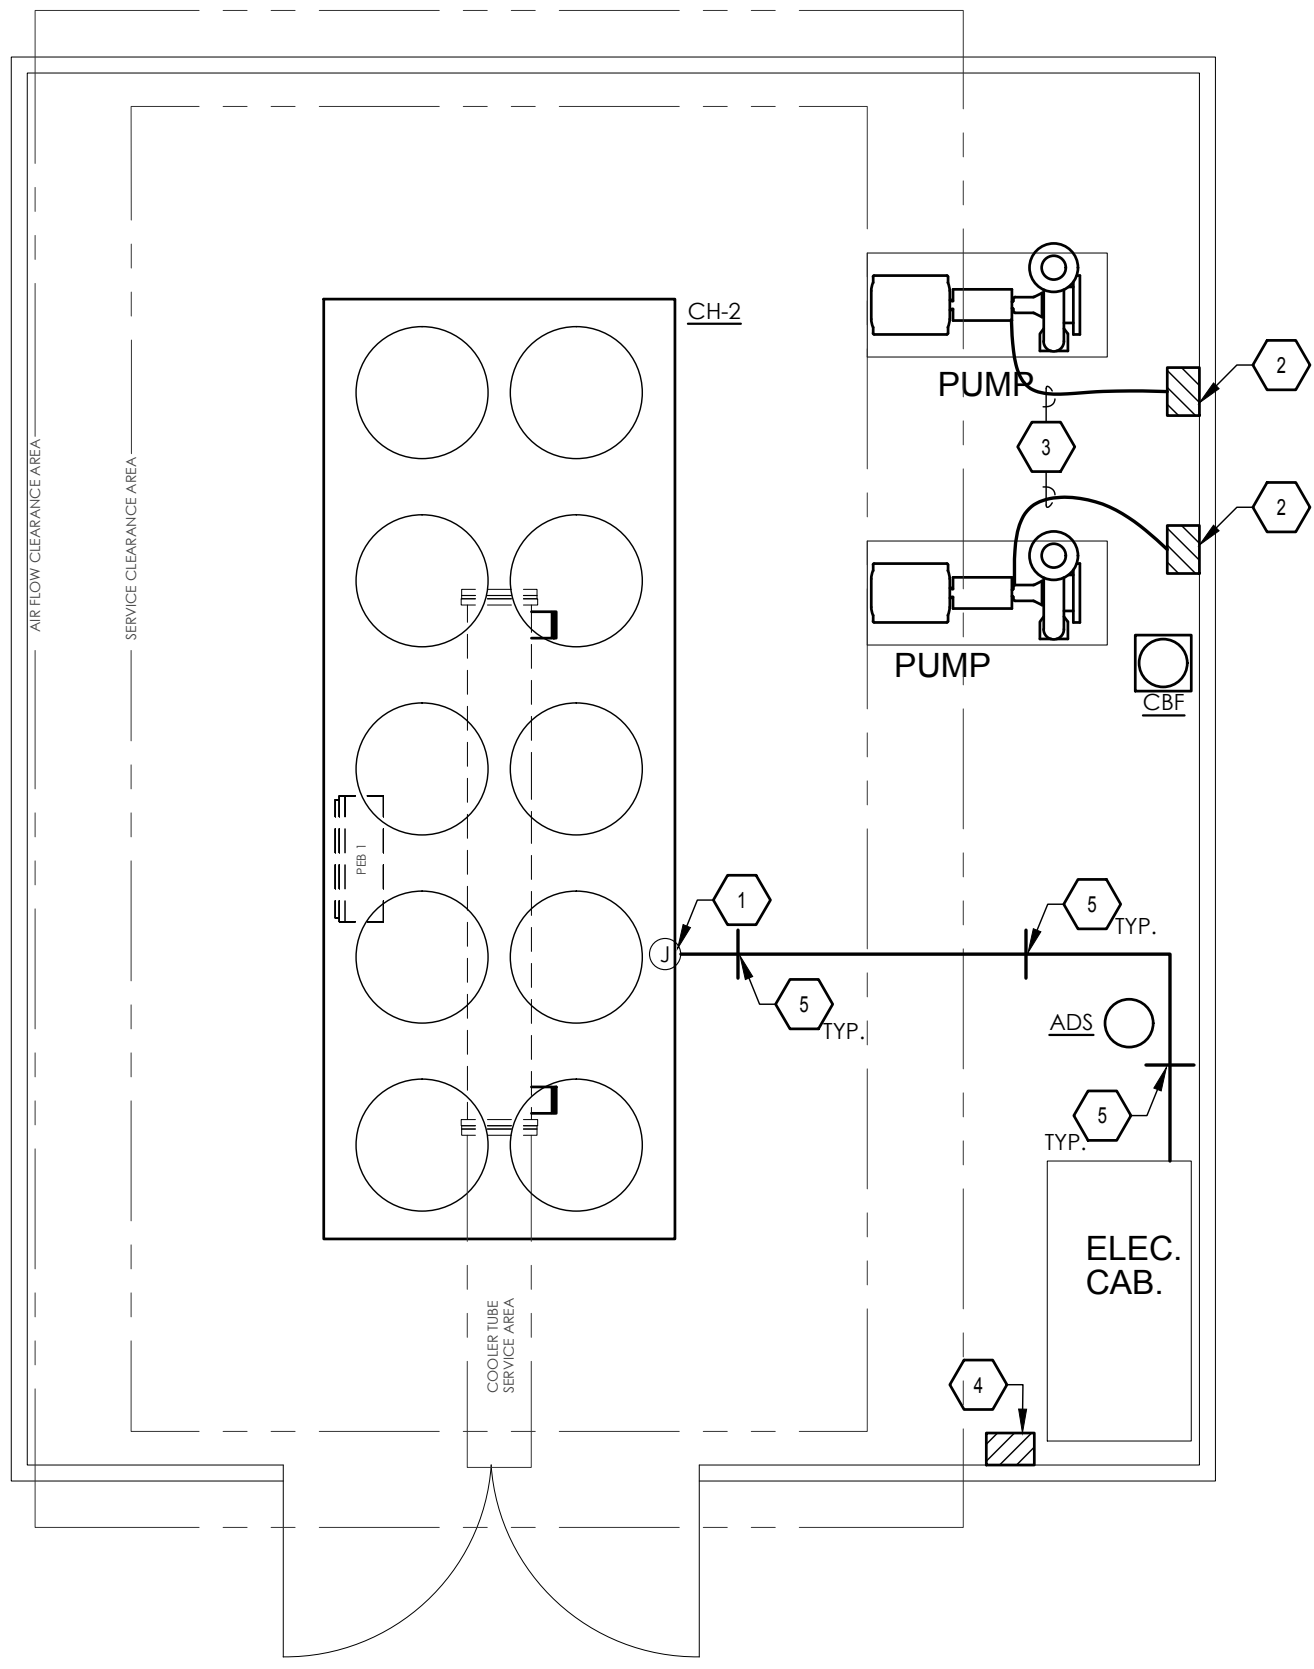 CH-2
PUMP
2
3
2
AIR FLOW CLEARANCE AREA
SERVICE CLEARANCE AREA
PUMP
CBF
PEB 1
1
5
TYP.
J
5
TYP.
ADS
5
TYP.
ELEC.
CAB.
COOLER TUBE
SERVICE AREA
4